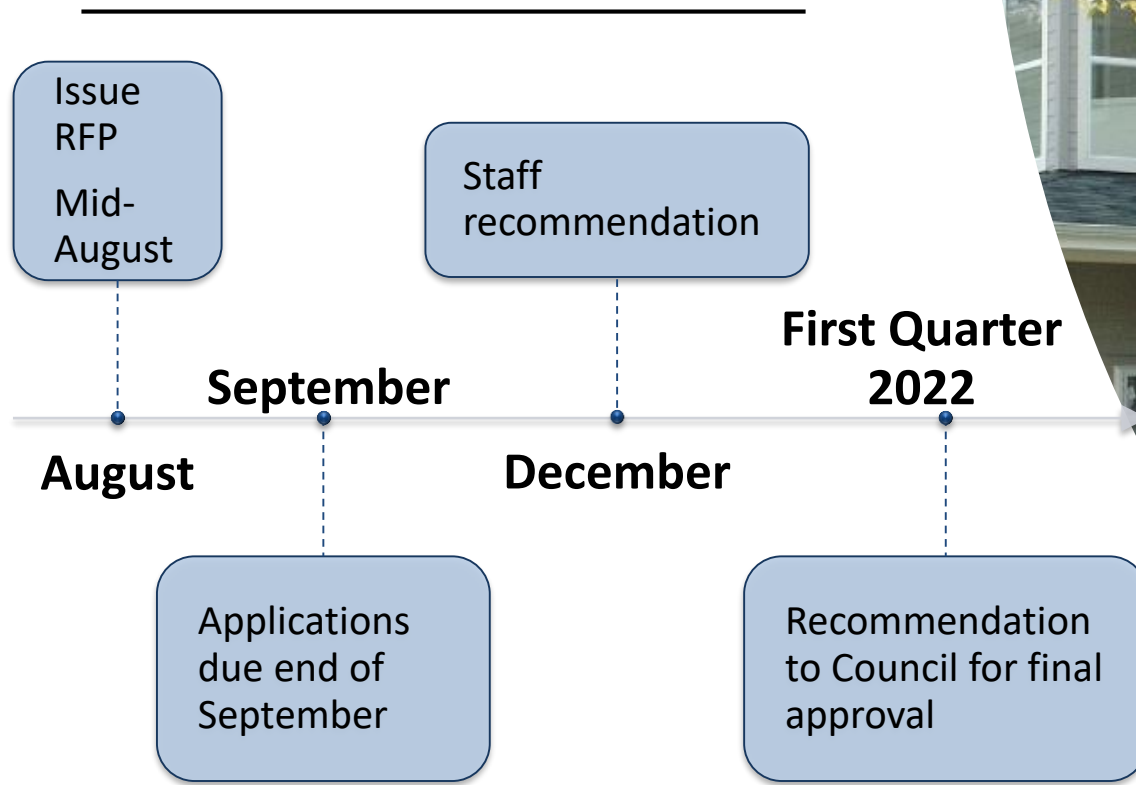 Issue
RFP
Mid-
August
Staff
recommendation
First Quarter
2022
September
August
December
Applications
due end of
September
Recommendation
to Council for final
approval